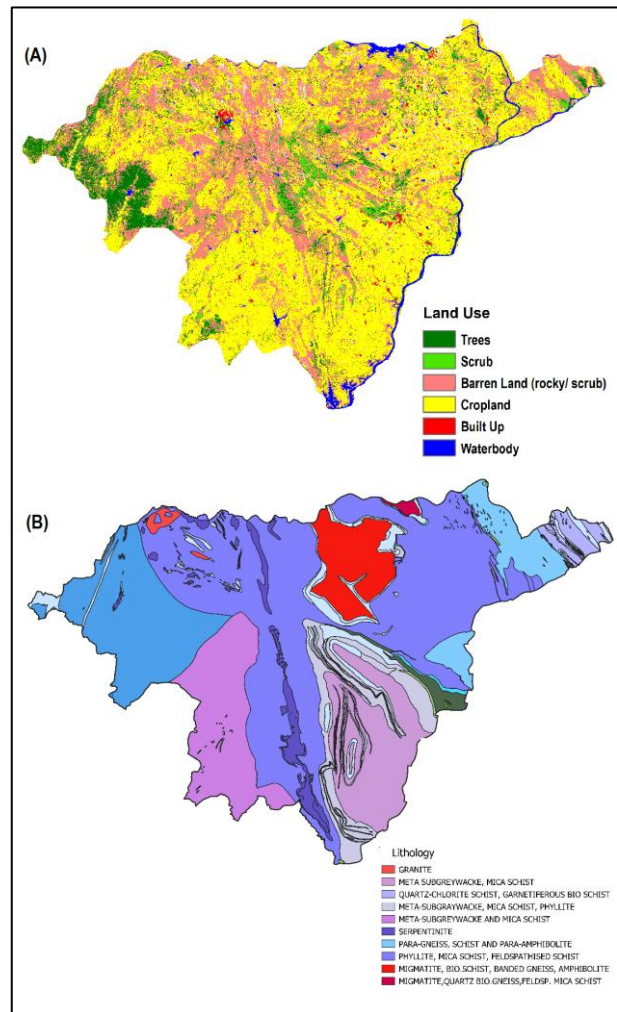 (A)
Land Use
Trees
Scrub
Barren Land (rocky/ scrub)
Cropland
Built Up
Waterbody
(B)
Lithology
GRANITE
META SUBGREYWACKE, MICA SCHIST
QUARTZ-CHLORITE SCHIST, GARNETIFEROUS BIO SCHIST
META-SUBGRAYWACKE, MICA SCHIST, PHYLLITE
META-SUBGREYWACKE AND MICA SCHIST
SERPENTINITE
PARA-GNEISS, SCHIST AND PARA-AMPHIBOLITE
PHYLLITE, MICA SCHIST, FELDSPATHISED SCHIST
MIGMATITE, BIO.SCHIST, BANDED GNEISS, AMPHIBOLITE
MIGMATITE,QUARTZ BIO.GNEISS,FELDSP. MICA SCHIST